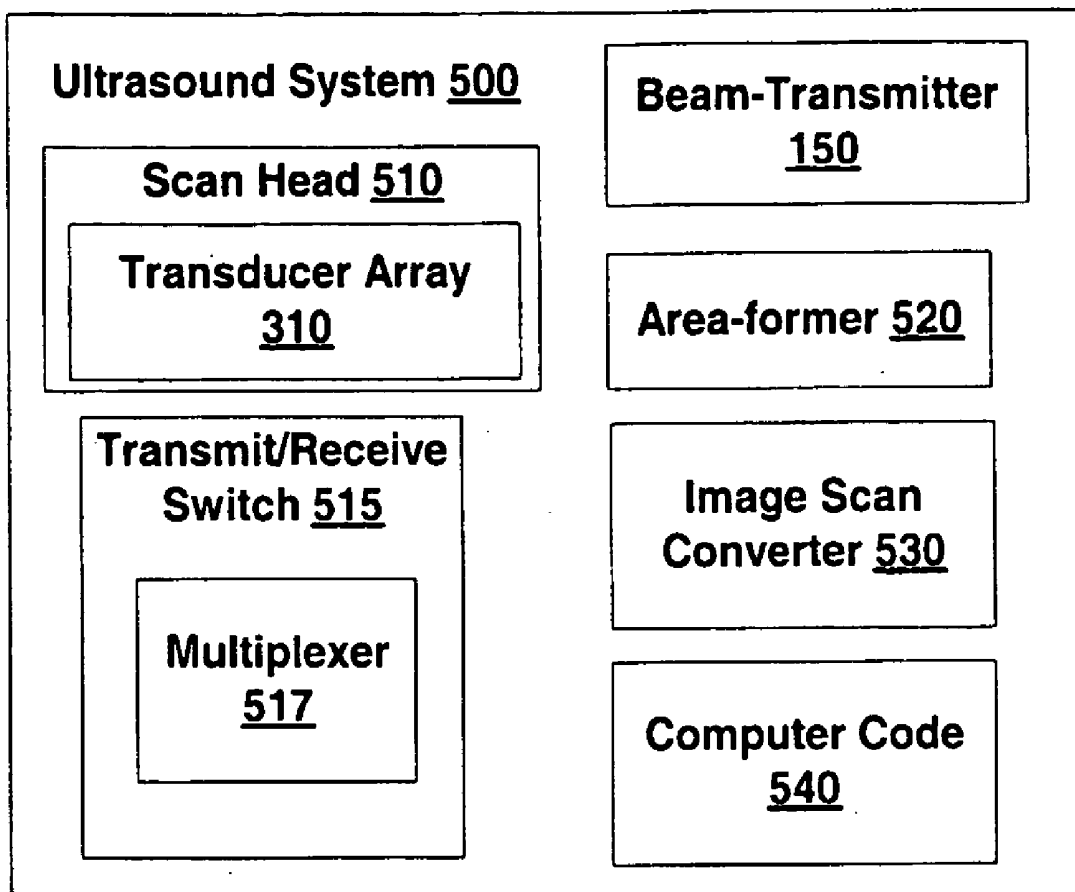 Ultrasound System 500
Scan Head 510
Transducer Array
310
Transmit/Receive
Switch 515
Multiplexer
517
Beam-Transmitter
150
Area-former 520
Image Scan
Converter 530
Computer Code
540